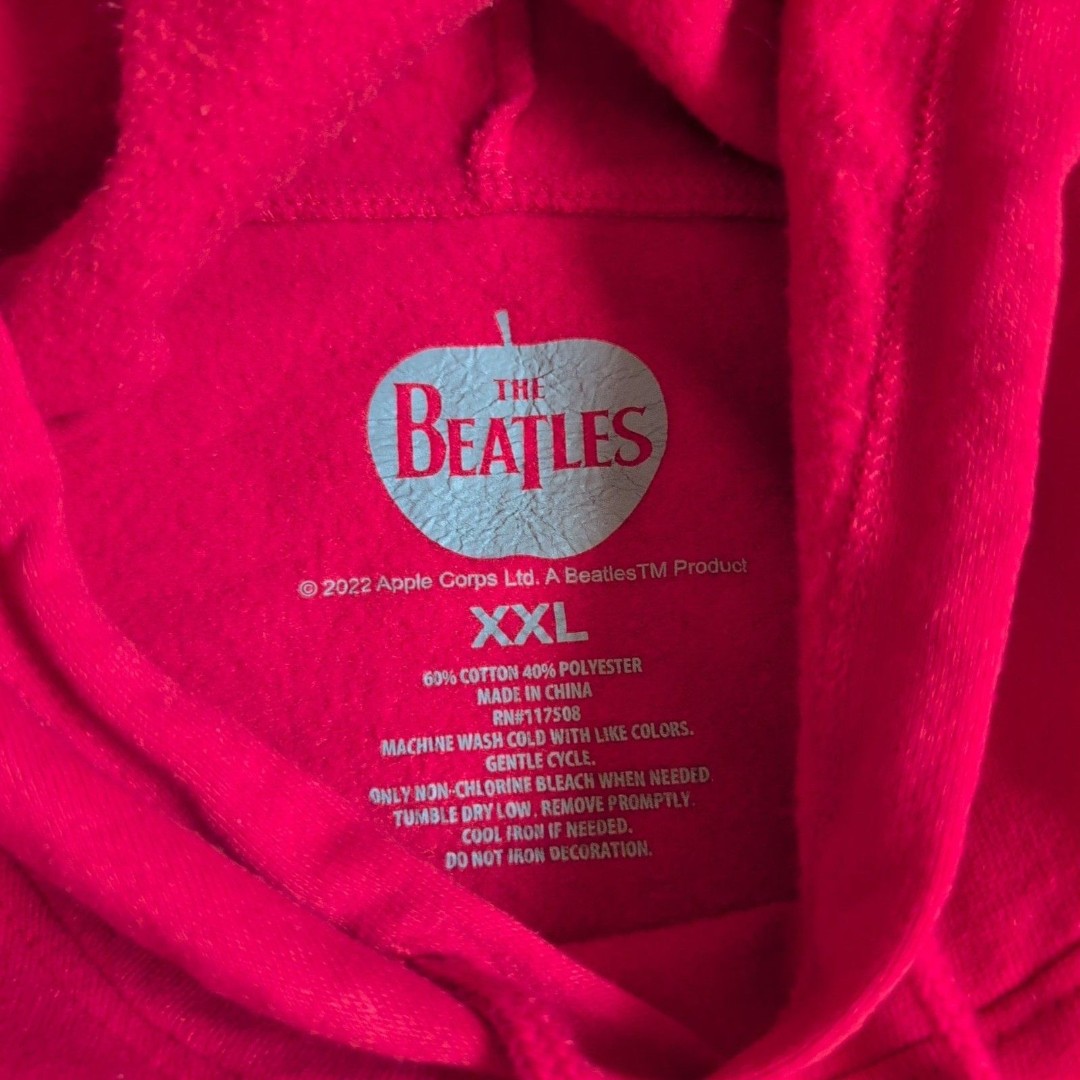 THE
BEATLES
© 2022 Apple Corps Ltd. A BeatlesTM Product
XXL
60% COTTON 40% POLYESTER
MADE IN CHINA
RN#117508
MACHINE WASH COLD WITH LIKE COLORS.
GENTLE CYCLE.
ONLY NON-CHLORINE BLEACH WHEN NEEDED.
TUMBLE DRY LOW. REMOVE PROMPTLY.
COOL IRON IF NEEDED.
DO NOT IRON DECORATION.